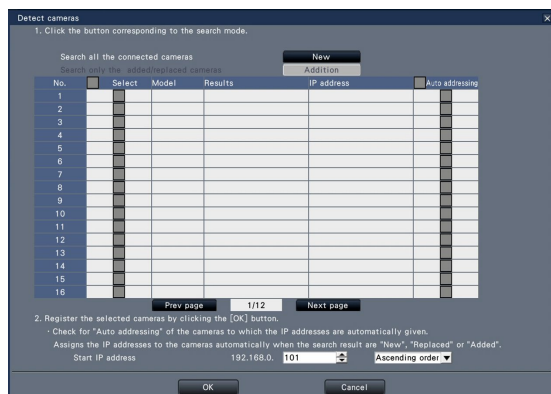 Detect cameras
1. Click the button corresponding to the search mode.
Search all the connected cameras New
Search only the added/replaced cameras Addition
No. Select Model Results IP address Auto addressing
1
2
3
4
5
6
7
8
9
10
11
12
13
14
15
16
Prev page 1/12 Next page
2. Register the selected cameras by clicking the [OK] button.
· Check for "Auto addressing" of the cameras to which the IP addresses are automatically given.
Assigns the IP addresses to the cameras automatically when the search result are "New", "Replaced" or "Added".
Start IP address 192.168.0. 101 Ascending order
OK Cancel